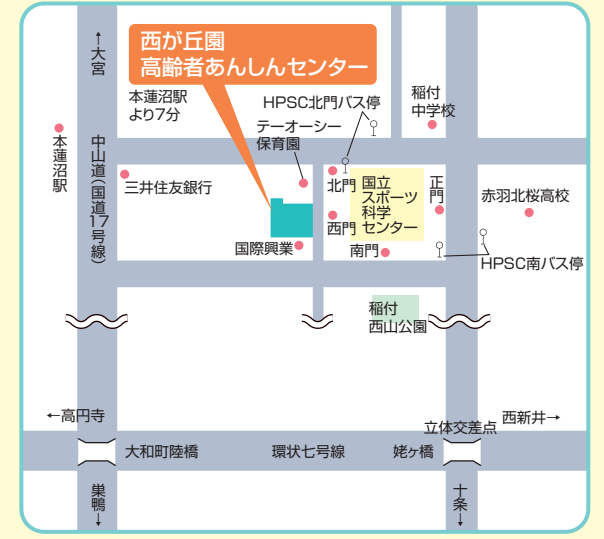 ↑大宮
西が丘園
高齢者あんしんセンター
本蓮沼駅
より7分
HPSC北門バス停
稲付
中学校
テーオーシー
保育園
本蓮沼駅
中山道(国道17号線)
三井住友銀行
北門
国立
スポーツ
科学
センター
正門
赤羽北桜高校
西門
国際興業
南門
HPSC南バス停
稲付
西山公園
←高円寺
立体交差点
西新井→
大和町陸橋
環状七号線
姥ヶ橋
巣鴨↓
十条↓